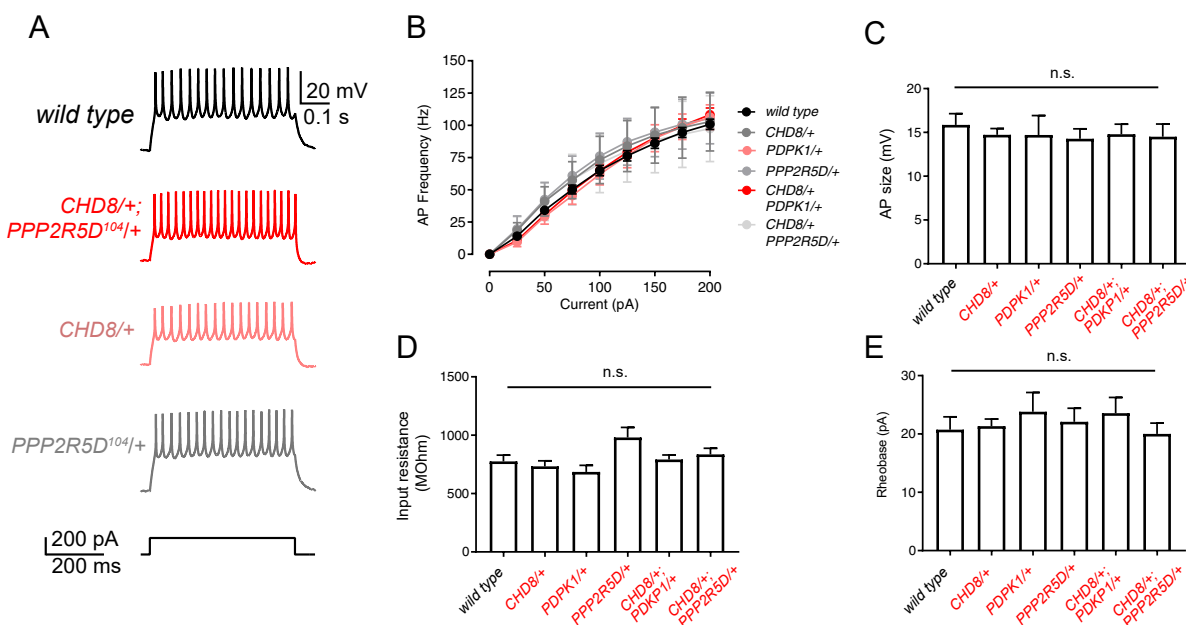 A
wild type
20 mV
0.1 s
CHD8/+;
PPP2R5D104/+
CHD8/+
PPP2R5D104/+
200 pA
200 ms
B
AP Frequency (Hz)
150
125
100
75
50
25
0
0 50 100 150 200
Current (pA)
wild type
CHD8/+
PDPK1/+
PPP2R5D/+
CHD8/+
PDPK1/+
CHD8/+
PPP2R5D/+
C
n.s.
AP size (mV)
20
15
10
5
0
wild type
CHD8/+
PDPK1/+
PPP2R5D/+
CHD8/+;
PDKP1/+
CHD8/+;
PPP2R5D/+
D
n.s.
Input resistance
(MOhm)
1500
1000
500
0
wild type
CHD8/+
PDPK1/+
PPP2R5D/+
CHD8/+;
PDKP1/+
CHD8/+;
PPP2R5D/+
E
n.s.
Rheobase (pA)
30
20
10
0
wild type
CHD8/+
PDPK1/+
PPP2R5D/+
CHD8/+;
PDKP1/+
CHD8/+;
PPP2R5D/+